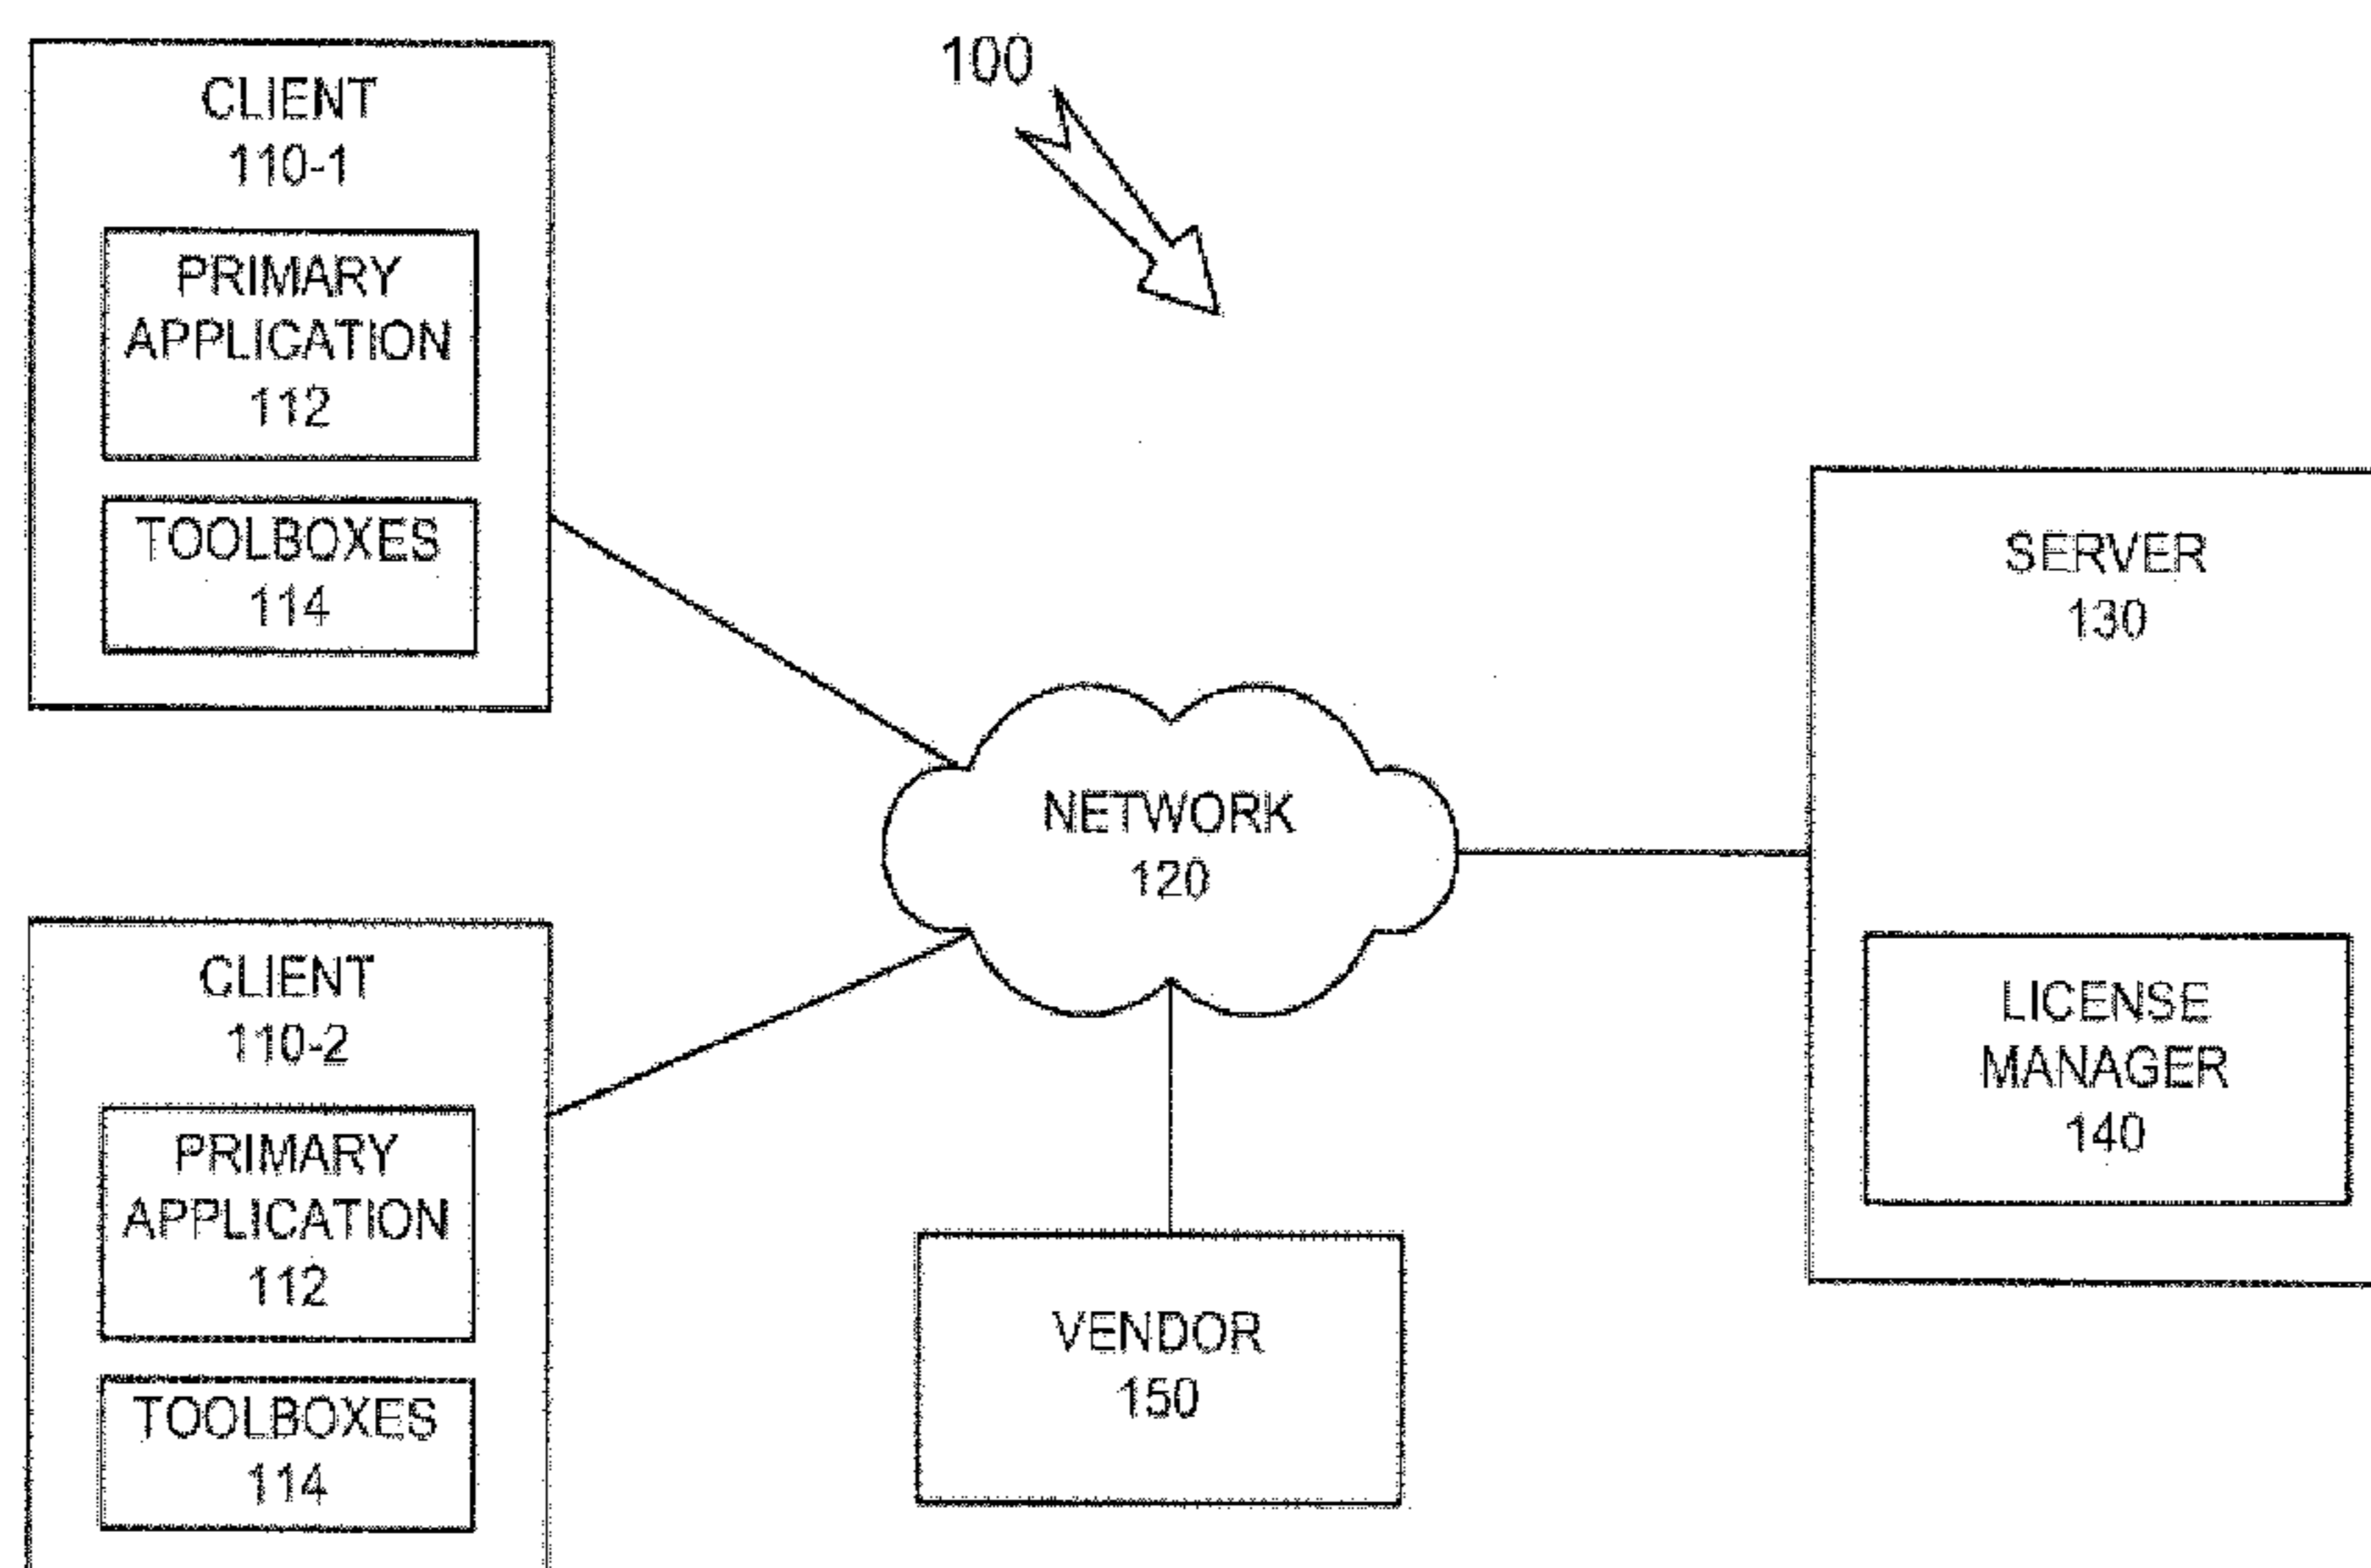 100
CLIENT
110-1
PRIMARY
APPLICATION
112
TOOLBOXES
114
SERVER
130
NETWORK
120
LICENSE
MANAGER
140
CLIENT
110-2
PRIMARY
APPLICATION
112
TOOLBOXES
114
VENDOR
150